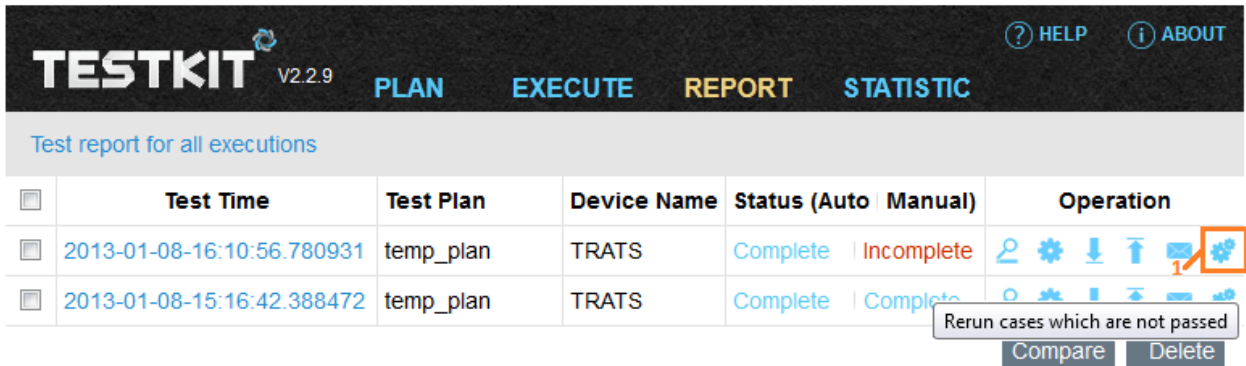 ? HELP i ABOUT
TESTKIT V2.2.9 PLAN EXECUTE REPORT STATISTIC
Test report for all executions
Test Time Test Plan Device Name Status (Auto | Manual) Operation
2013-01-08-16:10:56.780931 temp_plan TRATS Complete | Incomplete
1
2013-01-08-15:16:42.388472 temp_plan TRATS Complete | Complete
Rerun cases which are not passed
Compare Delete